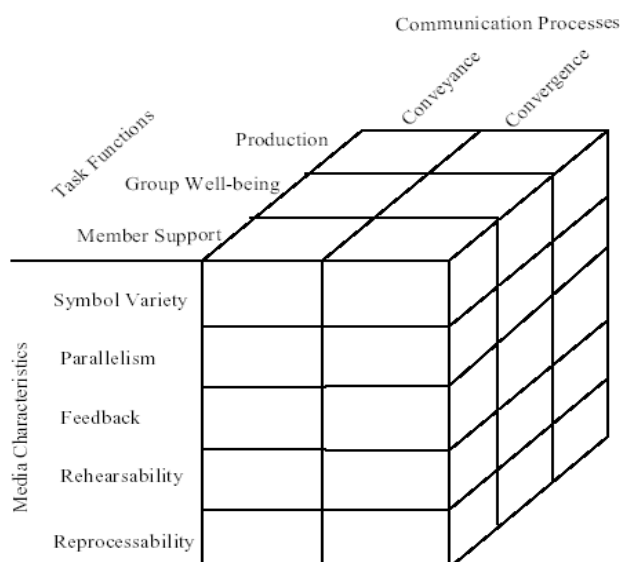 Communication Processes
Conveyance
Convergence
Task Functions
Production
Group Well-being
Member Support
Media Characteristics
Symbol Variety
Parallelism
Feedback
Rehearsability
Reprocessability